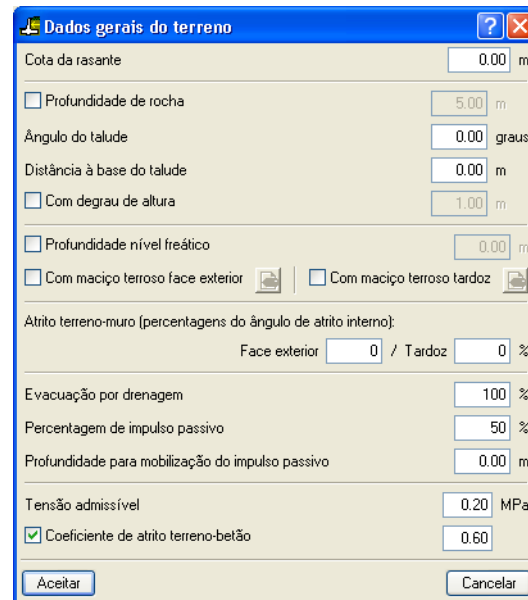 Dados gerais do terreno
Cota da rasante 0.00 m
Profundidade de rocha 5.00 m
Ângulo do talude 0.00 graus
Distância à base do talude 0.00 m
Com degrau de altura 1.00 m
Profundidade nível freático 0.00 m
Com maciço terroso face exterior Com maciço terroso tardoz
Atrito terreno-muro (percentagens do ângulo de atrito interno):
Face exterior 0 / Tardoz 0 %
Evacuação por drenagem 100 %
Percentagem de impulso passivo 50 %
Profundidade para mobilização do impulso passivo 0.00 m
Tensão admissível 0.20 MPa
Coeficiente de atrito terreno-betão 0.60
Aceitar Cancelar